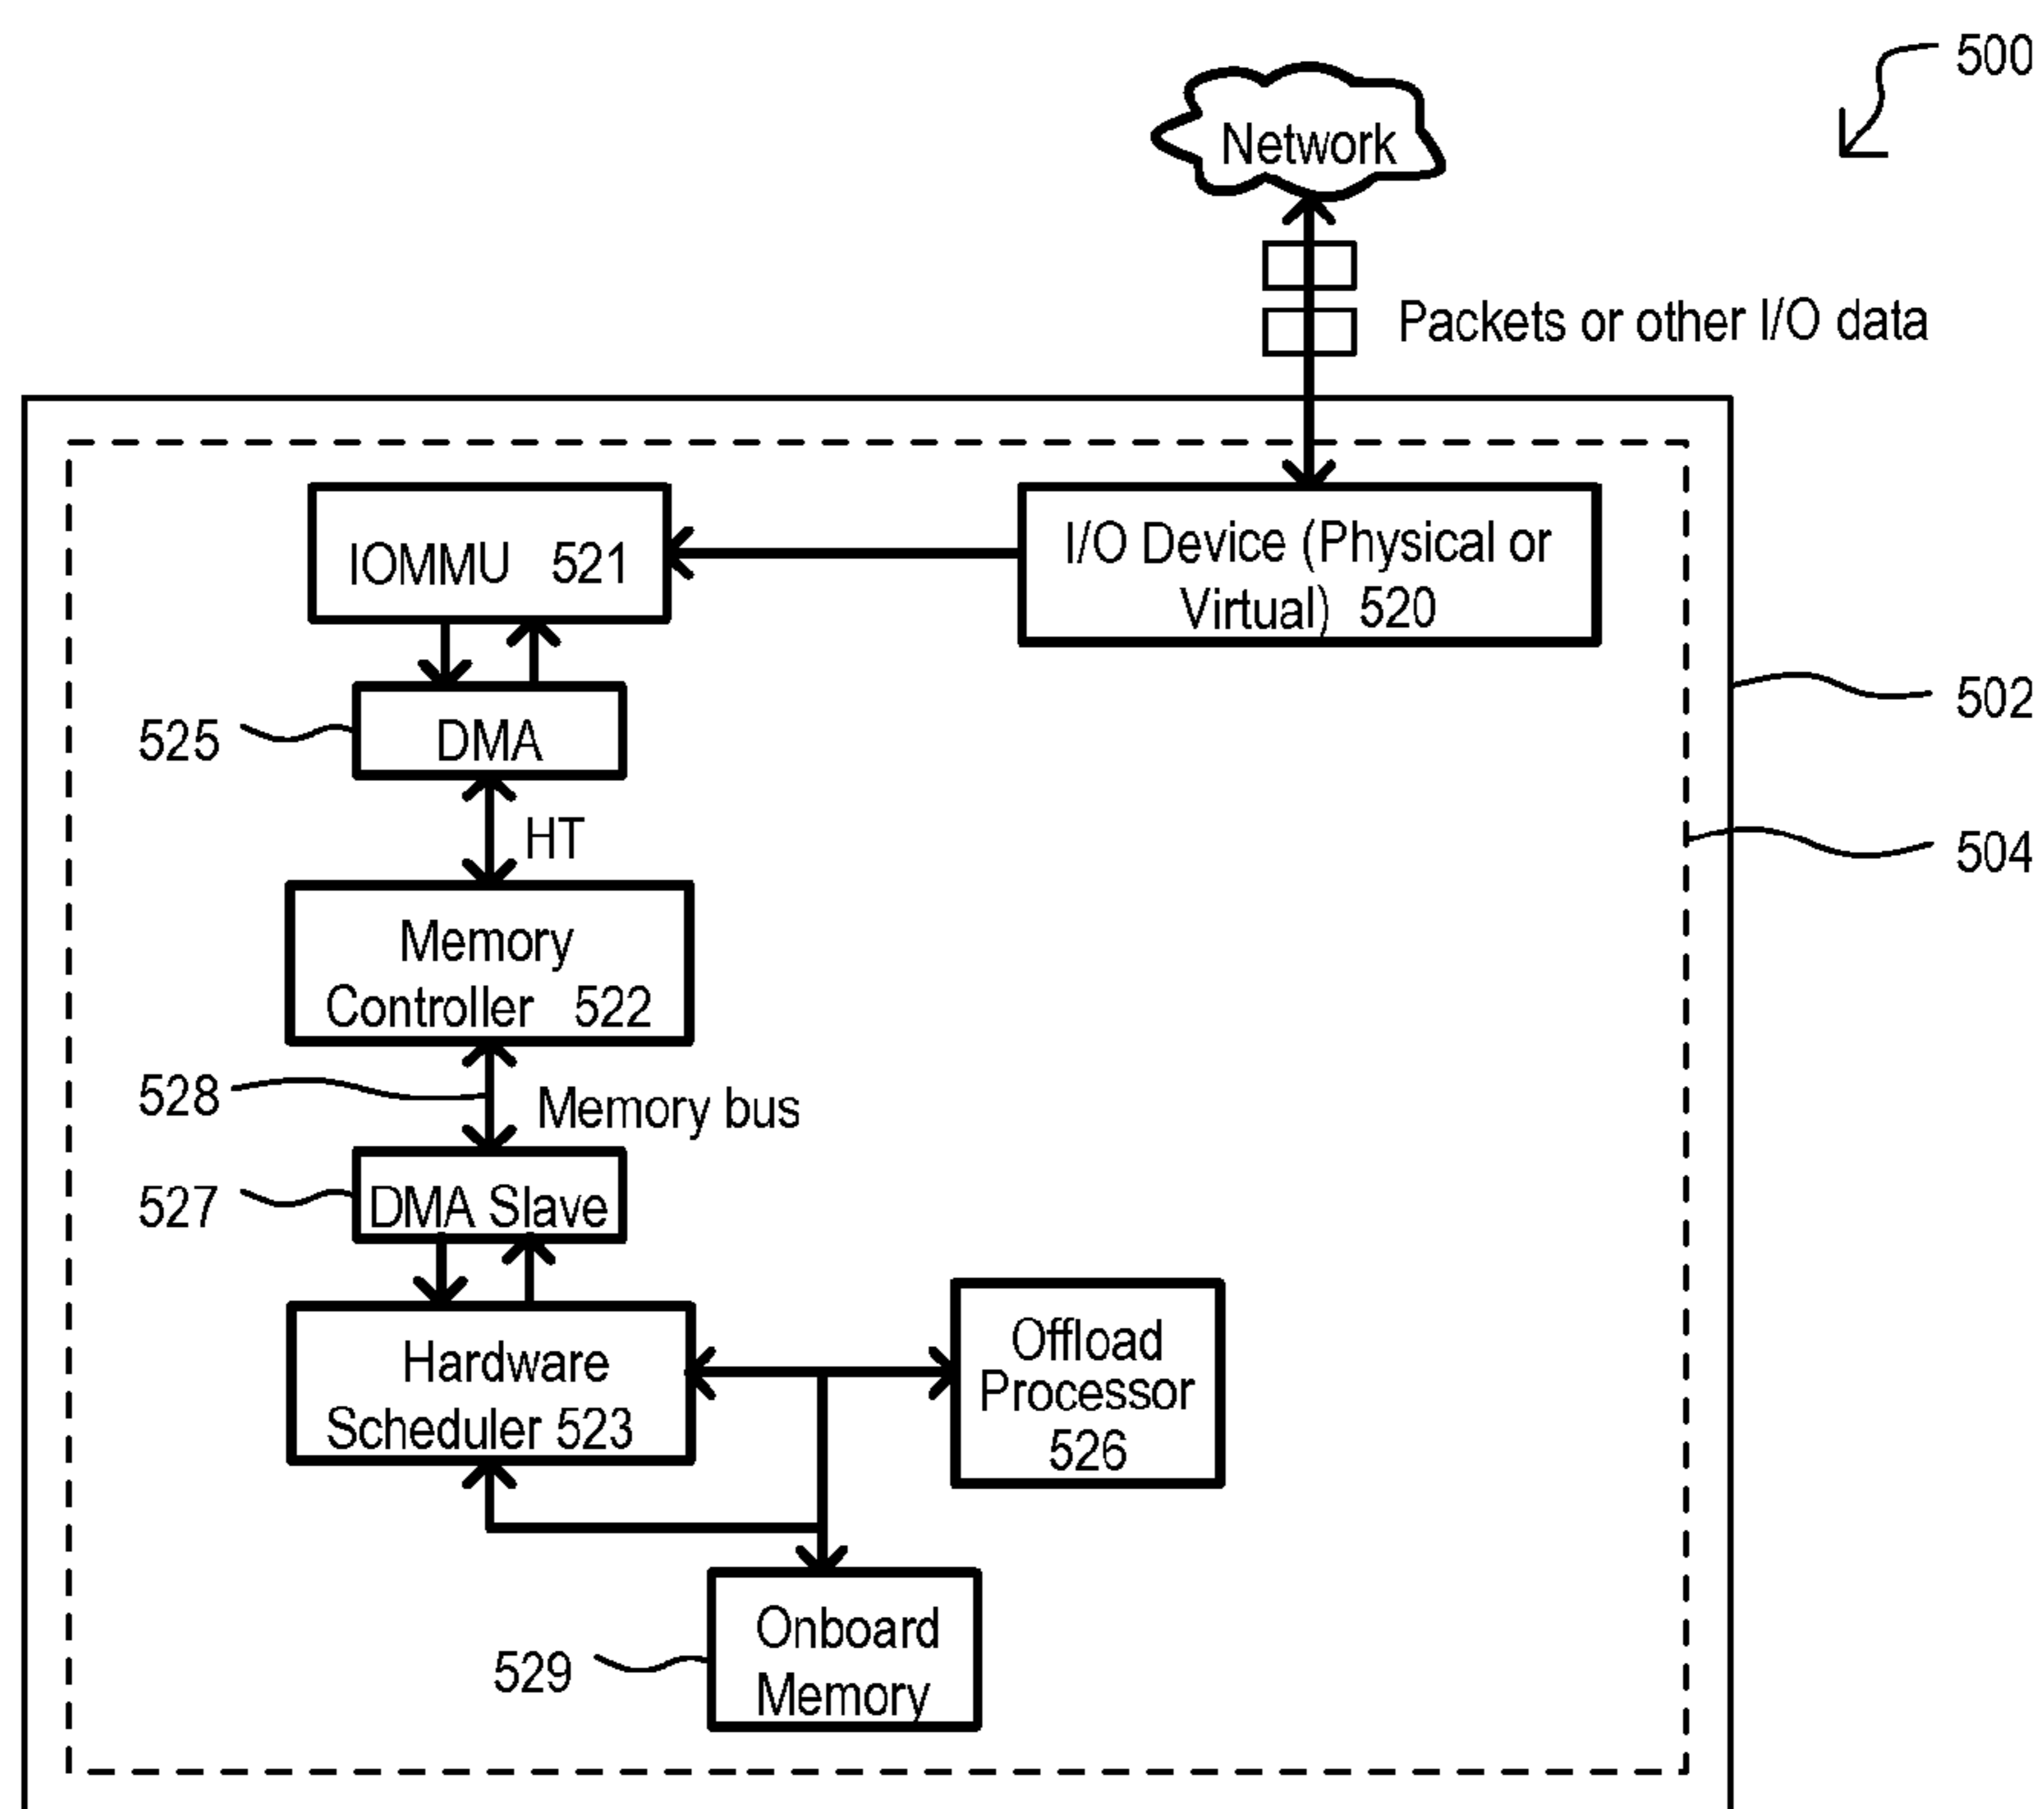 500
Network
Packets or other I/O data
IOMMU 521
I/O Device (Physical or
Virtual) 520
525
DMA
502
HT
504
Memory
Controller 522
528
Memory bus
527
DMA Slave
Hardware
Scheduler 523
Offload
Processor
526
Onboard
Memory
529